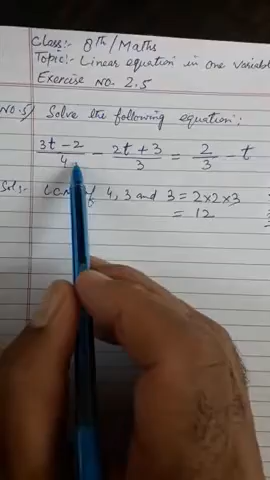 Class:- 8th/Maths
Topic:- Linear equation in one variabl
Exercise No. 2.5
No. 5) Solve the following equation:
3t - 2 / 4 - 2t + 3 / 3 = 2 / 3 - t
Sol:- LCM of 4, 3 and 3 = 2×2×3
= 12